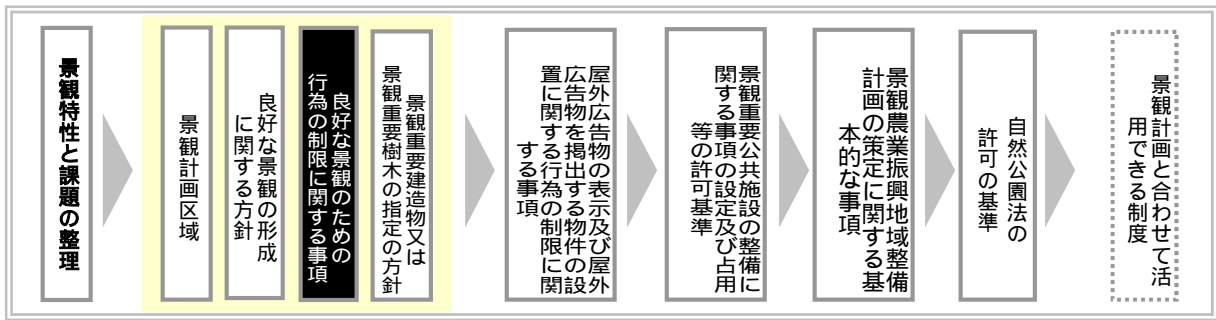 景観特性と課題の整理
景観計画区域
良好な景観の形成
に関する方針
良好な景観のための
行為の制限に関する事項
景観重要建造物又は
景観重要樹木の指定の方針
屋外広告物の表示及び屋外
広告物を掲出する物件の設
置に関する行為の制限に関
する事項
景観重要公共施設の整備に
関する事項の設定及び占用
等の許可基準
景観農業振興地域整備
計画の策定に関する基
本的な事項
自然公園法の
許可の基準
景観計画と合わせて活
用できる制度